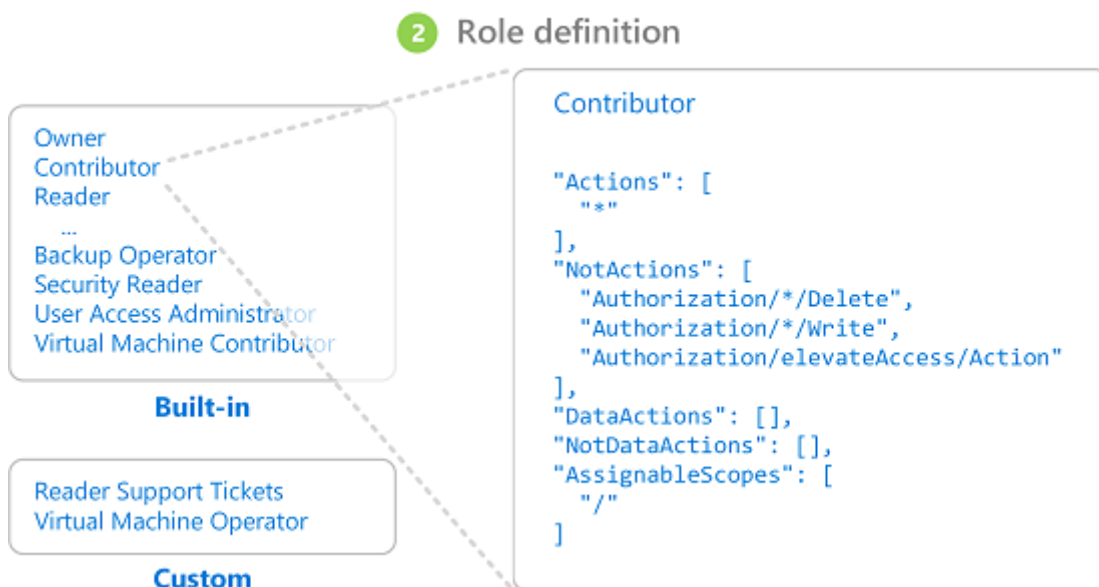 2 Role definition
Owner
Contributor
Reader
...
Backup Operator
Security Reader
User Access Administrator
Virtual Machine Contributor
Built-in
Reader Support Tickets
Virtual Machine Operator
Custom
Contributor
"Actions": [
"*"
],
"NotActions": [
"Authorization/*/Delete",
"Authorization/*/Write",
"Authorization/elevateAccess/Action"
],
"DataActions": [],
"NotDataActions": [],
"AssignableScopes": [
"/"
]